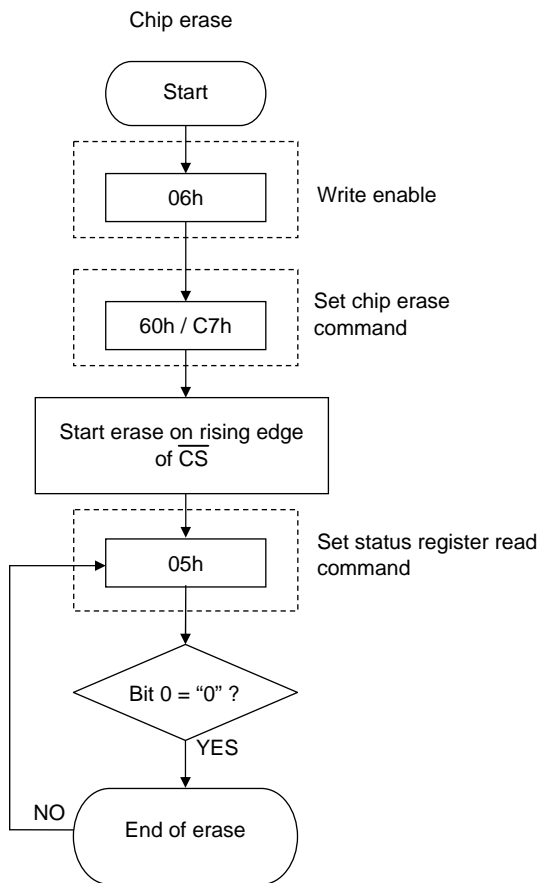 Chip erase
Start
06h
Write enable
60h / C7h
Set chip erase
command
Start erase on rising edge
of C̅S̅
05h
Set status register read
command
Bit 0 = “0” ?
YES
NO
End of erase